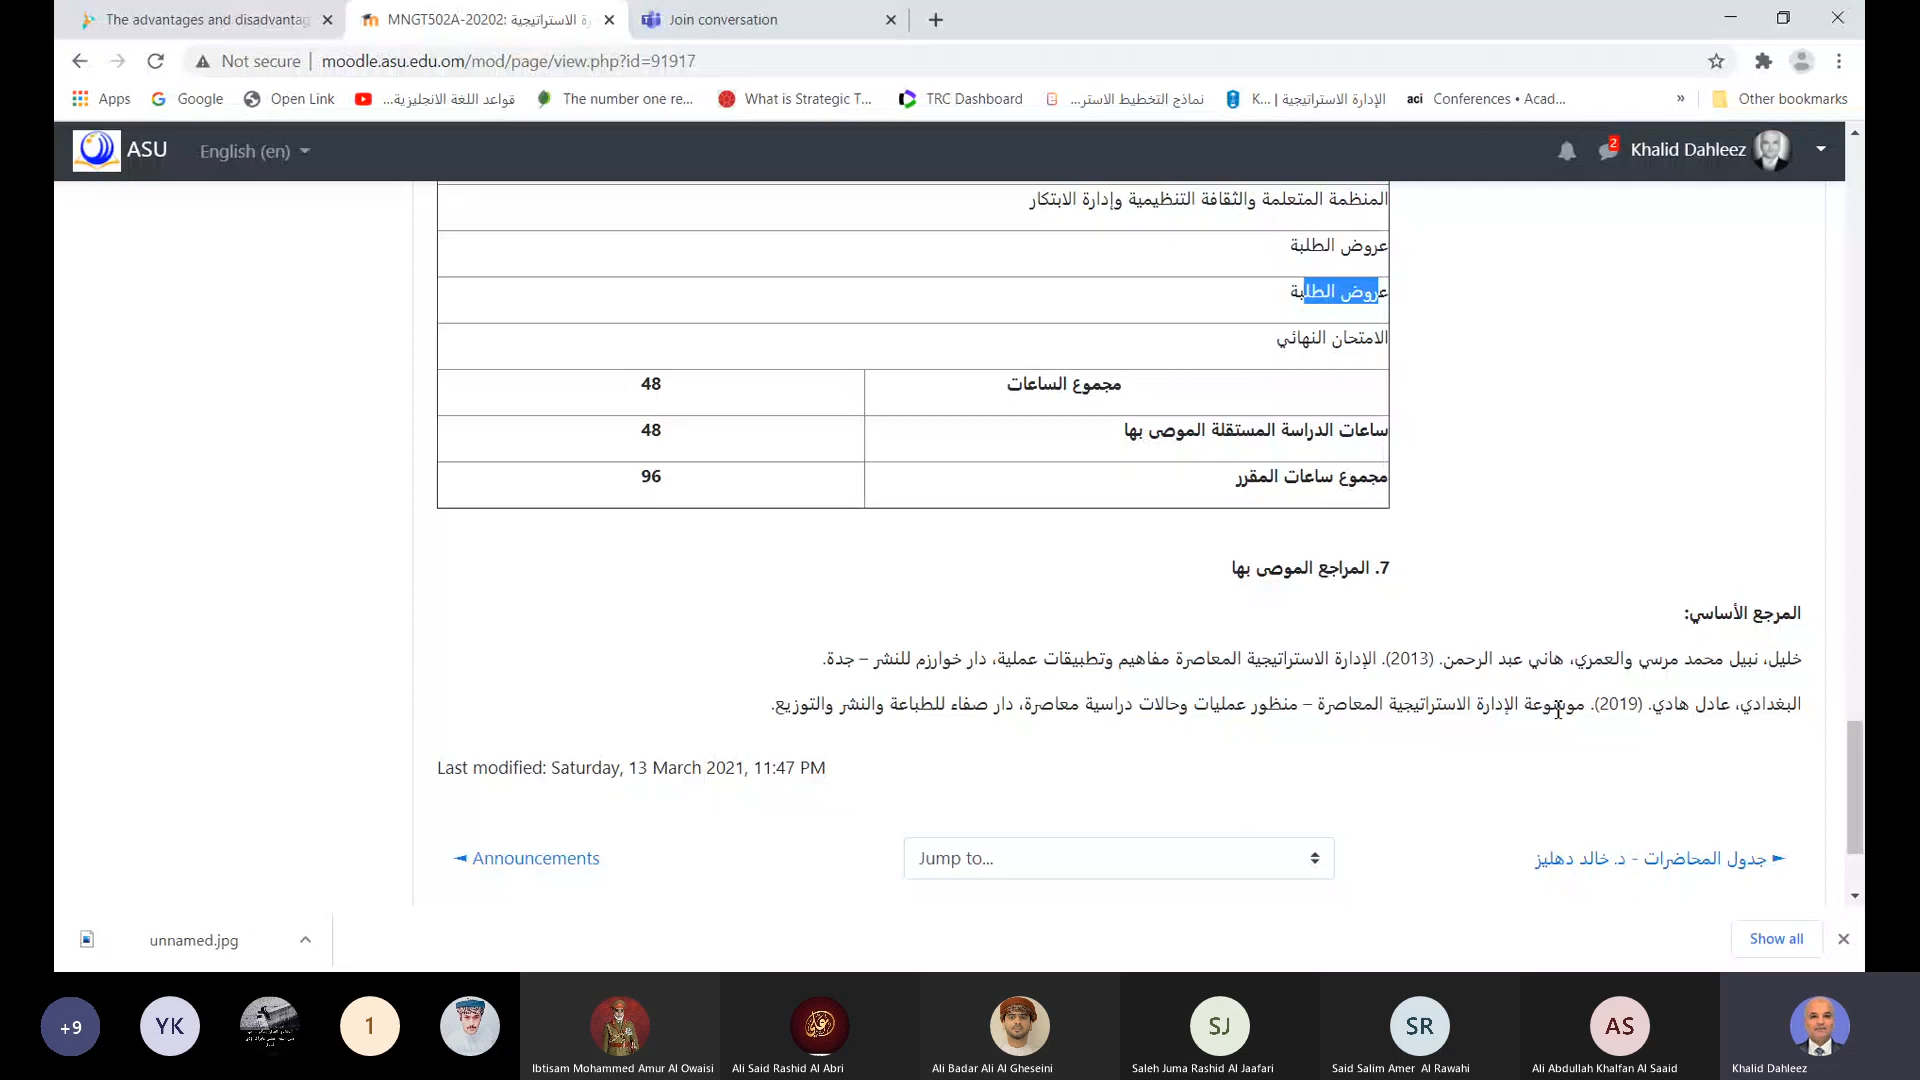 The advantages and disadvantag
MNGT502A-20202: ة الاستراتيجية
Join conversation
Not secure
moodle.asu.edu.om/mod/page/view.php?id=91917
Apps
Google
Open Link
قواعد اللغة الانجليزية...
The number one re...
What is Strategic T...
TRC Dashboard
نماذج التخطيط الاستر...
الإدارة الاستراتيجية | K...
aci Conferences • Acad...
»
Other bookmarks
ASU
English (en)
2
Khalid Dahleez
المنظمة المتعلمة والثقافة التنظيمية وإدارة الابتكار
عروض الطلبة
عروض الطلبة
الامتحان النهائي
مجموع الساعات 48
ساعات الدراسة المستقلة الموصى بها 48
مجموع ساعات المقرر 96
7. المراجع الموصى بها
المرجع الأساسي:
خليل، نبيل محمد مرسي والعمري، هاني عبد الرحمن. (2013). الإدارة الاستراتيجية المعاصرة مفاهيم وتطبيقات عملية، دار خوارزم للنشر – جدة.
البغدادي، عادل هادي. (2019). موسوعة الإدارة الاستراتيجية المعاصرة – منظور عمليات وحالات دراسية معاصرة، دار صفاء للطباعة والنشر والتوزيع.
Last modified: Saturday, 13 March 2021, 11:47 PM
◄ Announcements
Jump to...
جدول المحاضرات - د. خالد دهليز ►
unnamed.jpg
Show all
+9
YK
1
Ibtisam Mohammed Amur Al Owaisi
Ali Said Rashid Al Abri
Ali Badar Ali Al Gheseini
SJ
Saleh Juma Rashid Al Jaafari
SR
Said Salim Amer Al Rawahi
AS
Ali Abdullah Khalfan Al Saaid
Khalid Dahleez